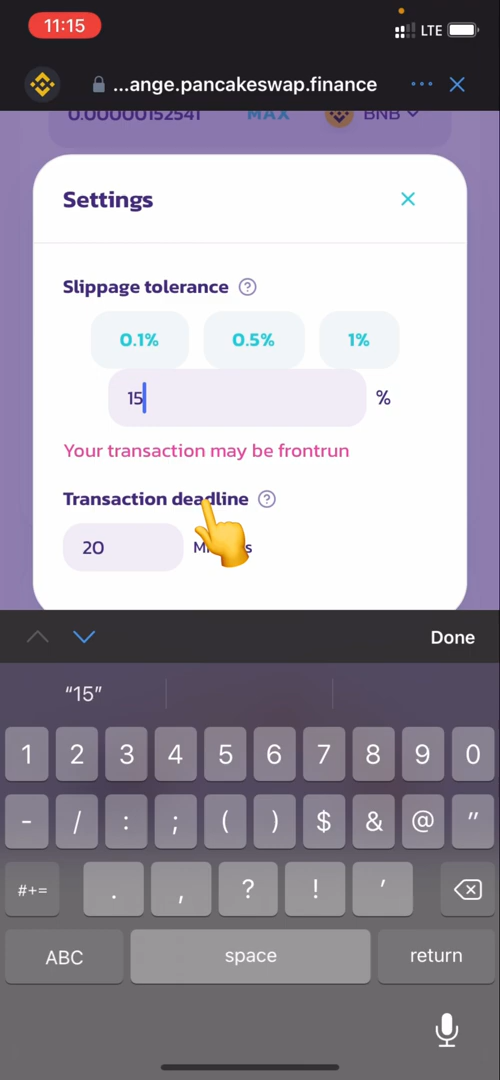 11:15
LTE
...ange.pancakeswap.finance
0.00000152541 MAX BNB
Settings
Slippage tolerance ?
0.1% 0.5% 1%
15 %
Your transaction may be frontrun
Transaction deadline ?
20
Done
“15”
1 2 3 4 5 6 7 8 9 0
- / : ; ( ) $ & @ "
#+= . , ? ! '
ABC space return